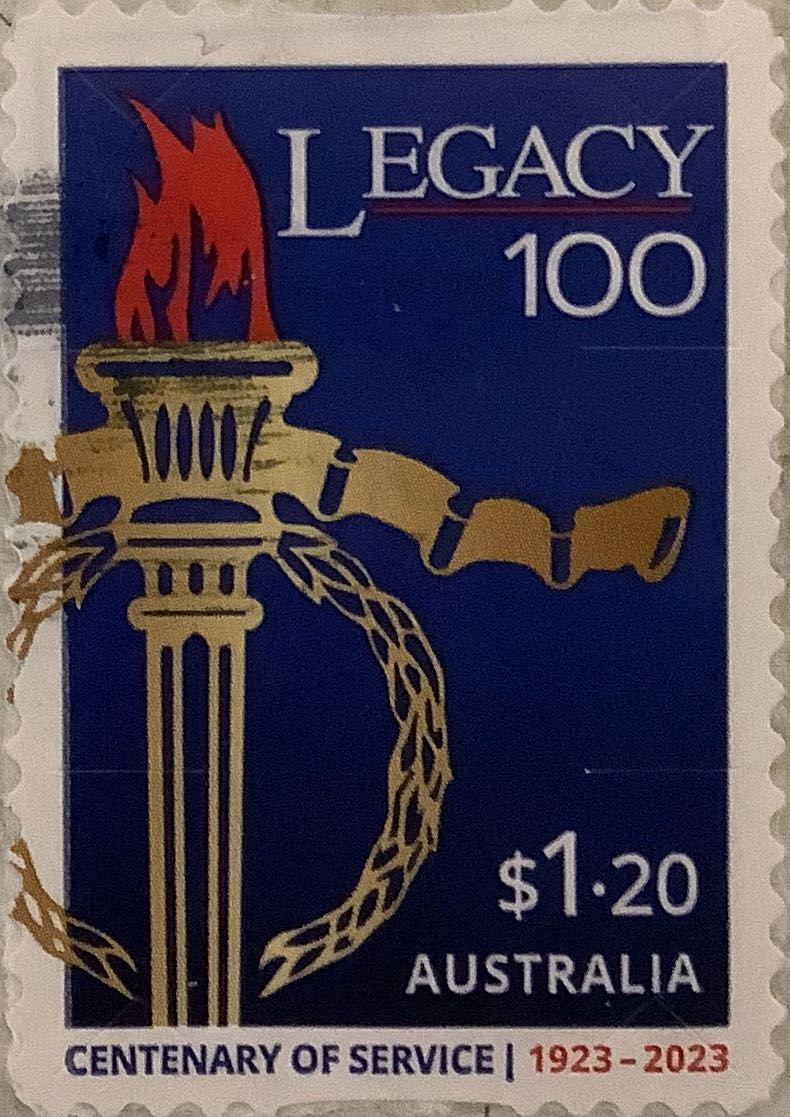 LEGACY
100
$1·20
AUSTRALIA
CENTENARY OF SERVICE | 1923–2023